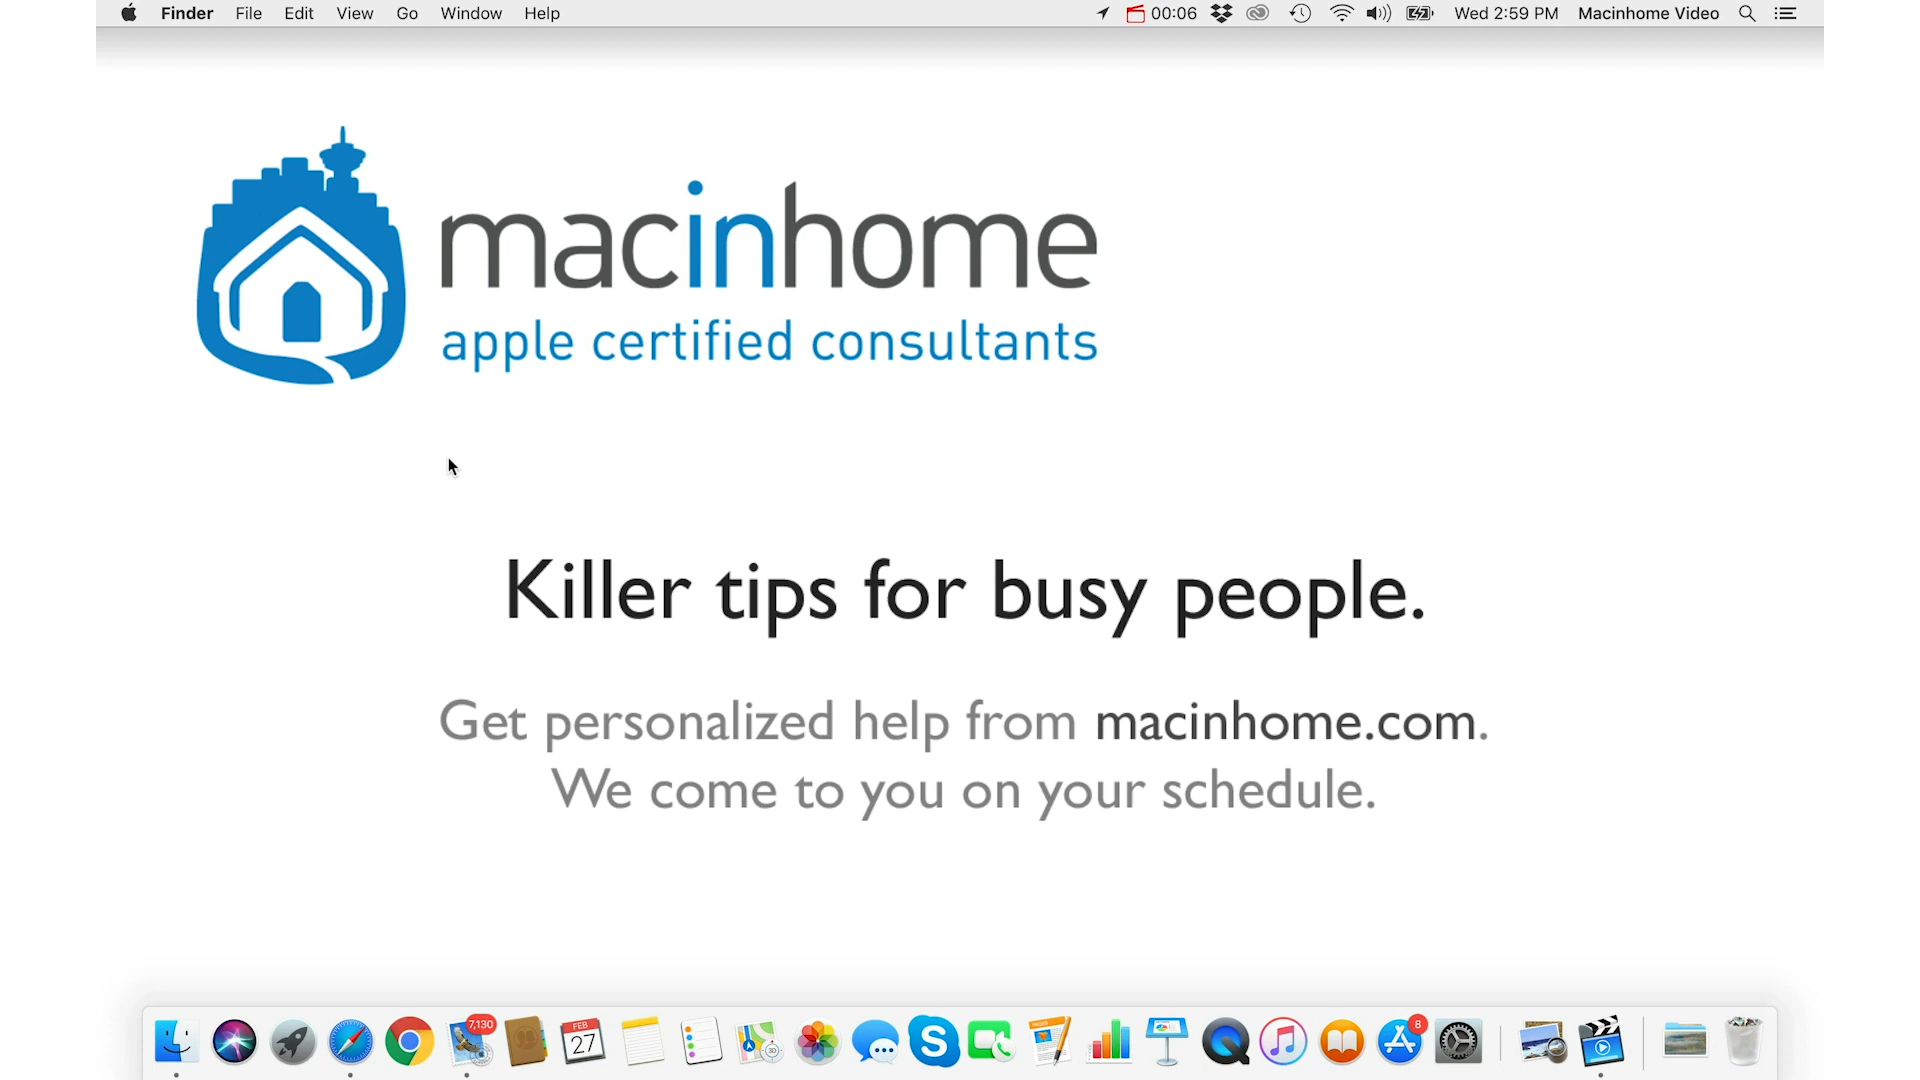 Finder File Edit View Go Window Help 00:06 Wed 2:59 PM Macinhome Video
macinhome
apple certified consultants
Killer tips for busy people.
Get personalized help from macinhome.com.
We come to you on your schedule.
7,130
FEB
27
3D
PAGES
8